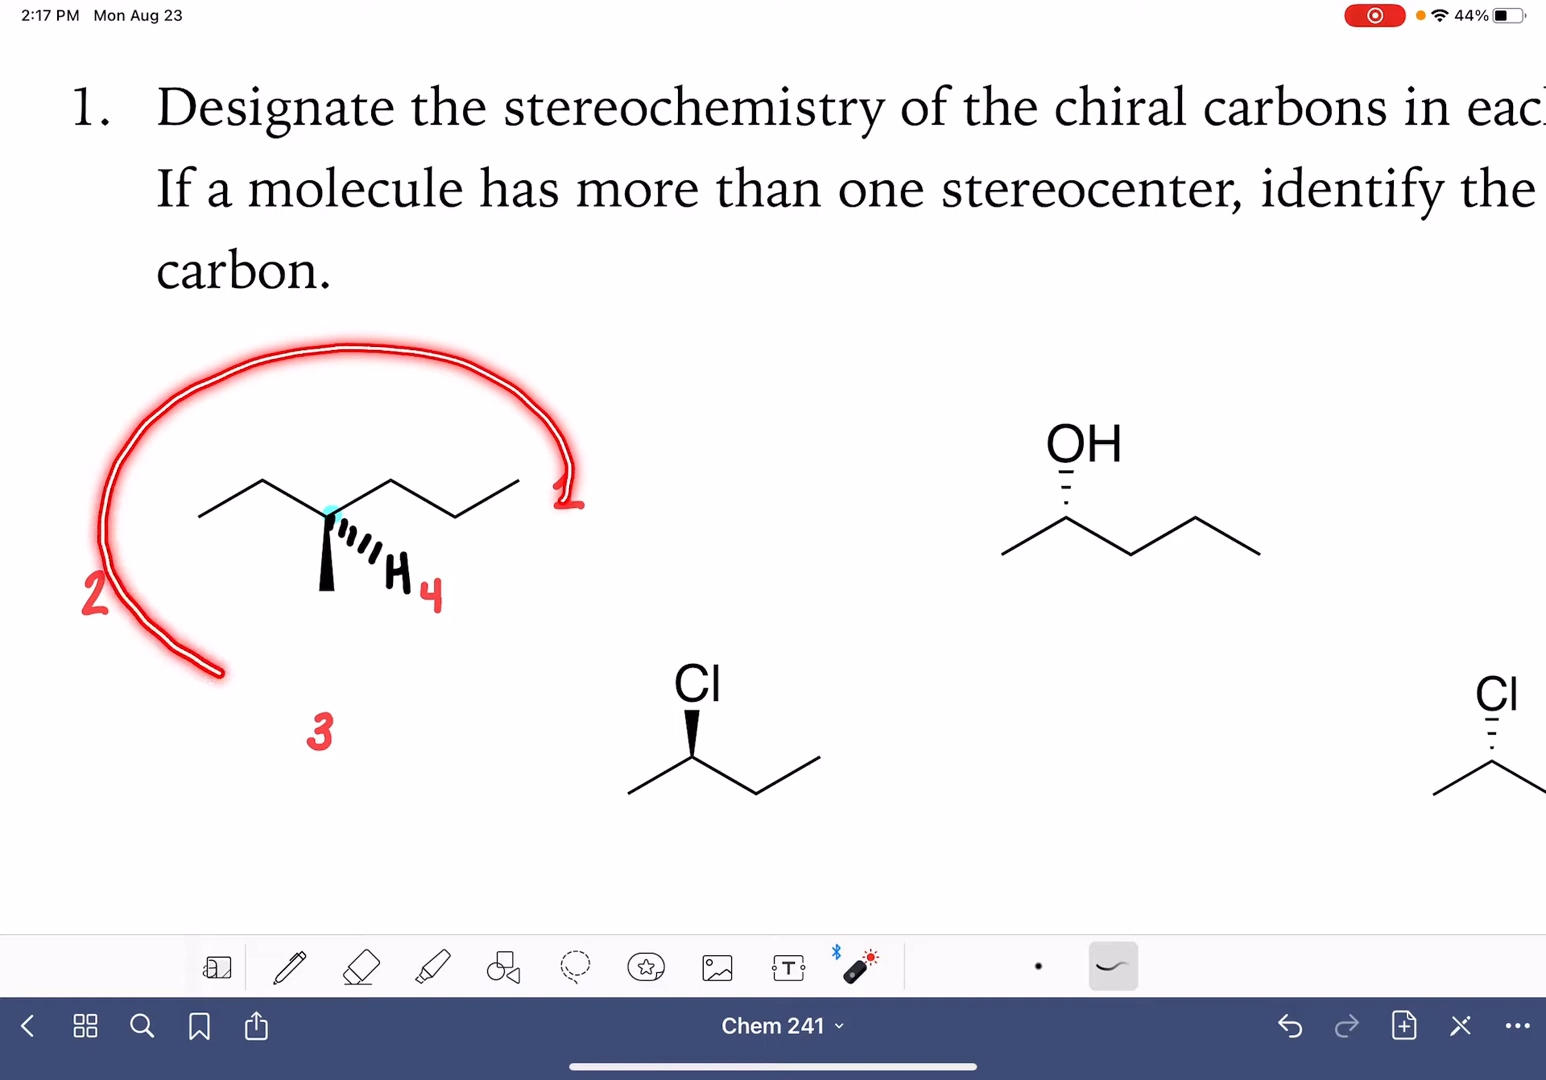 2:17 PM Mon Aug 23
44%
1. Designate the stereochemistry of the chiral carbons in eac
If a molecule has more than one stereocenter, identify the
carbon.
1
OH
2
H 4
Cl
Cl
3
T
Chem 241